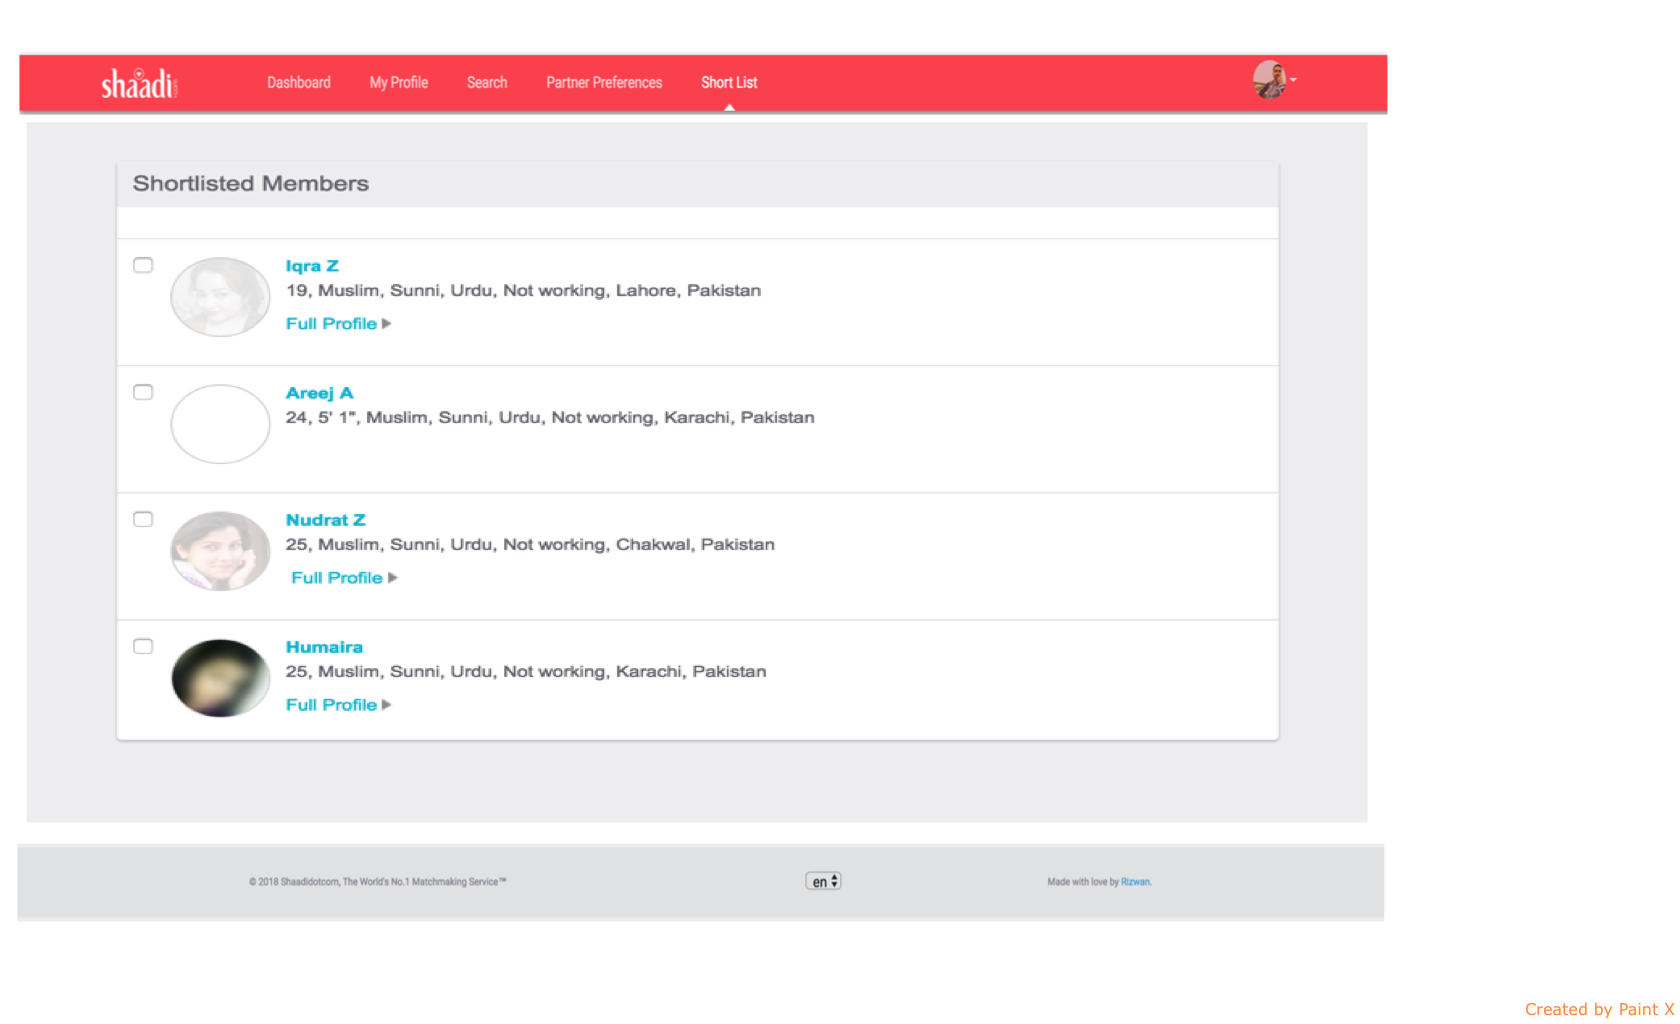 shaadi.com
Dashboard My Profile Search Partner Preferences Short List
Shortlisted Members
Iqra Z
19, Muslim, Sunni, Urdu, Not working, Lahore, Pakistan
Full Profile
Areej A
24, 5' 1", Muslim, Sunni, Urdu, Not working, Karachi, Pakistan
Nudrat Z
25, Muslim, Sunni, Urdu, Not working, Chakwal, Pakistan
Full Profile
Humaira
25, Muslim, Sunni, Urdu, Not working, Karachi, Pakistan
Full Profile
© 2018 Shaadidotcom, The World's No.1 Matchmaking Service™ en Made with love by Rizwan.
Created by Paint X